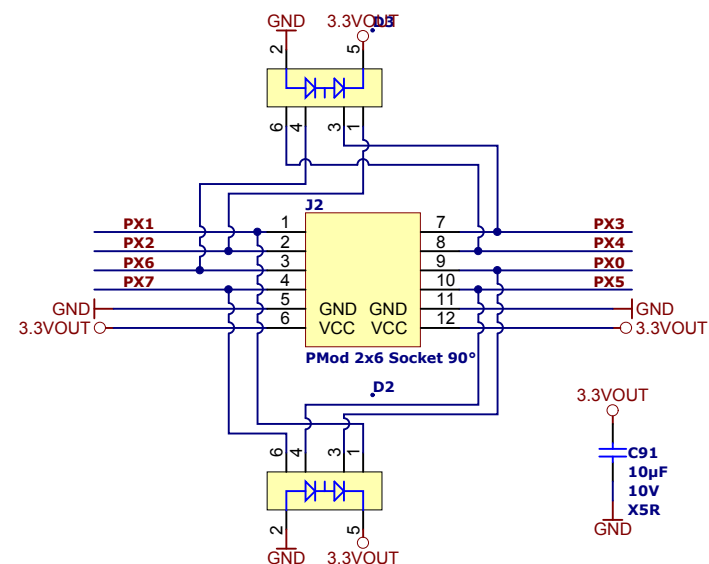 GND 3.3VOUT D3
2 5
6 4 3 1
J2
PX1 1 7 PX3
PX2 2 8 PX4
PX6 3 9 PX0
PX7 4 10 PX5
GND 5 GND GND 11 GND
3.3VOUT 6 VCC VCC 12 3.3VOUT
PMod 2x6 Socket 90°
D2
3.3VOUT
6 4 3 1
C91
10µF
10V
X5R
2 5
GND
GND 3.3VOUT